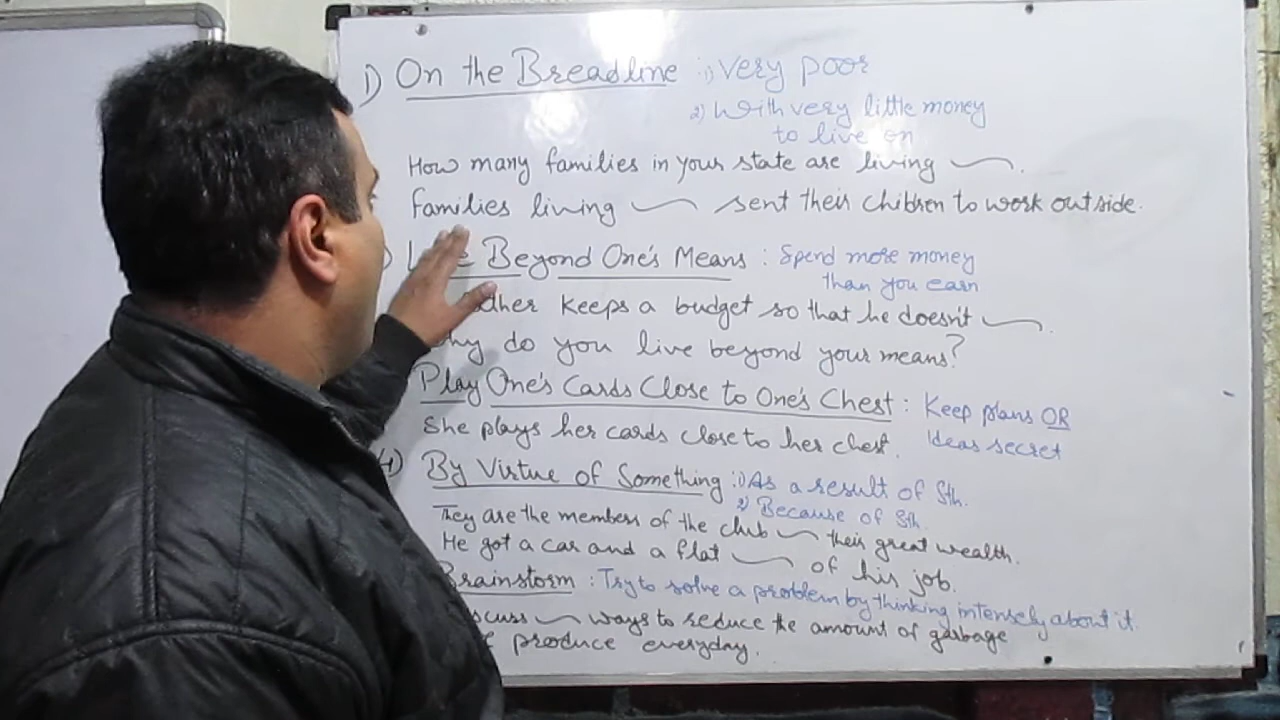 1) On the Breadline : 1) Very poor
2) With very little money
to live on
How many families in your state are living ⁓.
Families living ⁓ sent their children to work outside.
Beyond One's Means : Spend more money
than you earn
keeps a budget so that he doesn't ⁓.
do you live beyond your means?
Play One's Cards Close to One's Chest : Keep plans OR
She plays her cards close to her chest. Ideas secret
4) By Virtue of Something : 1) As a result of Sth.
2) Because of Sth.
They are the members of the club ⁓ their great wealth.
He got a car and a flat ⁓ of his job.
Brainstorm : Try to solve a problem by thinking intensely about it.
⁓ ways to reduce the amount of garbage
produce everyday.